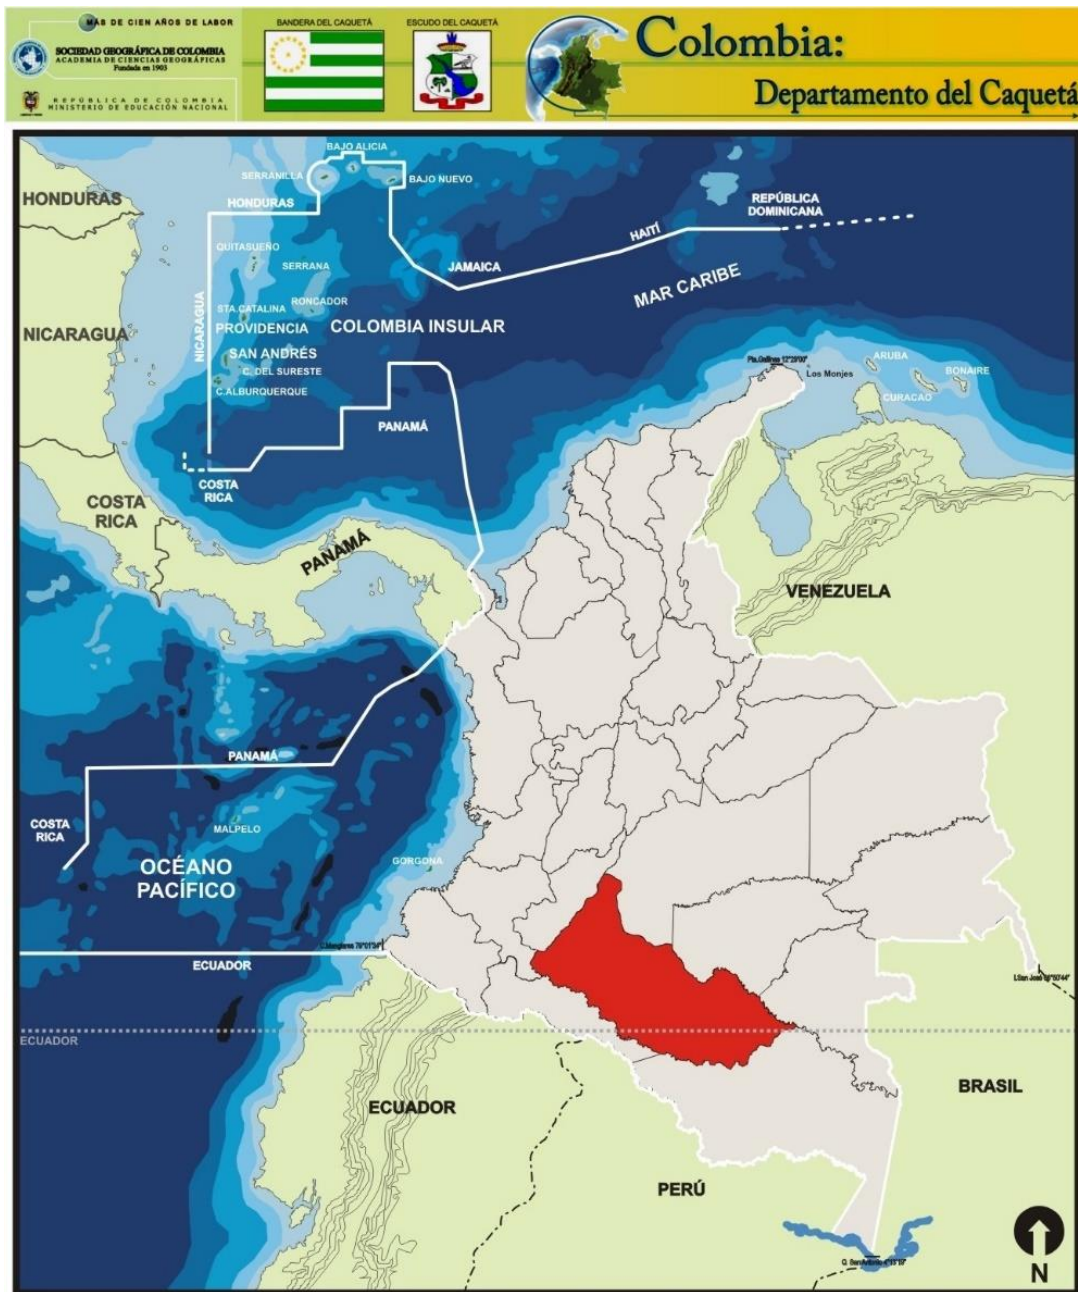 MÁS DE CIEN AÑOS DE LABOR
SOCIEDAD GEOGRÁFICA DE COLOMBIA
ACADEMIA DE CIENCIAS GEOGRÁFICAS
Fundada en 1903
REPÚBLICA DE COLOMBIA
MINISTERIO DE EDUCACIÓN NACIONAL
BANDERA DEL CAQUETÁ
ESCUDO DEL CAQUETÁ
Colombia:
Departamento del Caquetá
BAJO ALICIA
SERRANILLA
BAJO NUEVO
HONDURAS
HONDURAS
REPÚBLICA
DOMINICANA
HAITÍ
QUITASUEÑO
SERRANA
JAMAICA
MAR CARIBE
RONCADOR
STA. CATALINA
PROVIDENCIA
COLOMBIA INSULAR
NICARAGUA
NICARAGUA
SAN ANDRÉS
C. DEL SURESTE
C.ALBURQUERQUE
Los Monjes
ARUBA
BONAIRE
CURACAO
PANAMÁ
COSTA
RICA
COSTA
RICA
PANAMÁ
VENEZUELA
PANAMÁ
COSTA
RICA
MALPELO
OCÉANO
PACÍFICO
GORGONA
ECUADOR
ECUADOR
ECUADOR
BRASIL
PERÚ
N